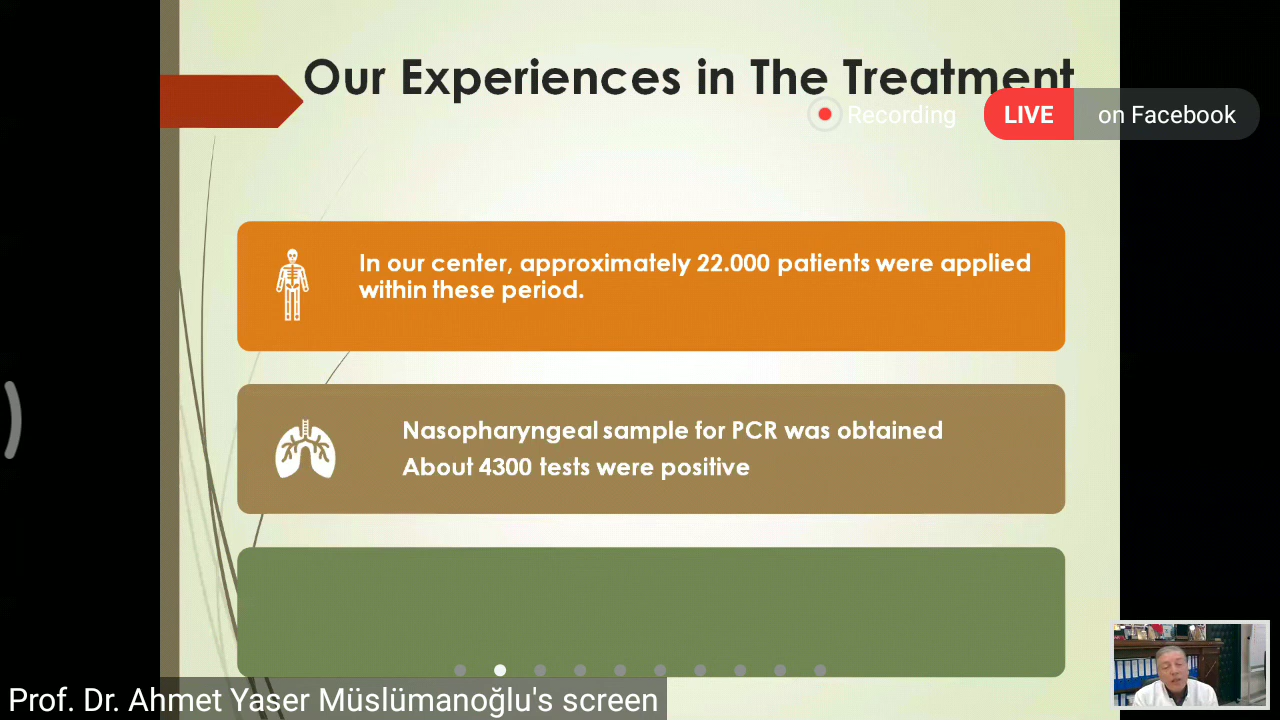 Our Experiences in The Treatment
Recording
LIVE on Facebook
In our center, approximately 22.000 patients were applied
within these period.
Nasopharyngeal sample for PCR was obtained
About 4300 tests were positive
Prof. Dr. Ahmet Yaser Müslümanoğlu's screen